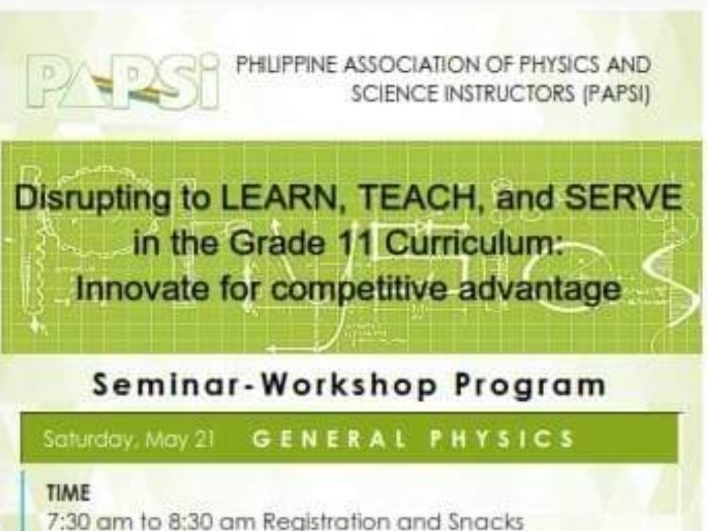 PAPSi
PHILIPPINE ASSOCIATION OF PHYSICS AND
SCIENCE INSTRUCTORS (PAPSI)
Disrupting to LEARN, TEACH, and SERVE
in the Grade 11 Curriculum:
Innovate for competitive advantage
Physics
Seminar-Workshop Program
Saturday, May 21 GENERAL PHYSICS
TIME
7:30 am to 8:30 am Registration and Snacks